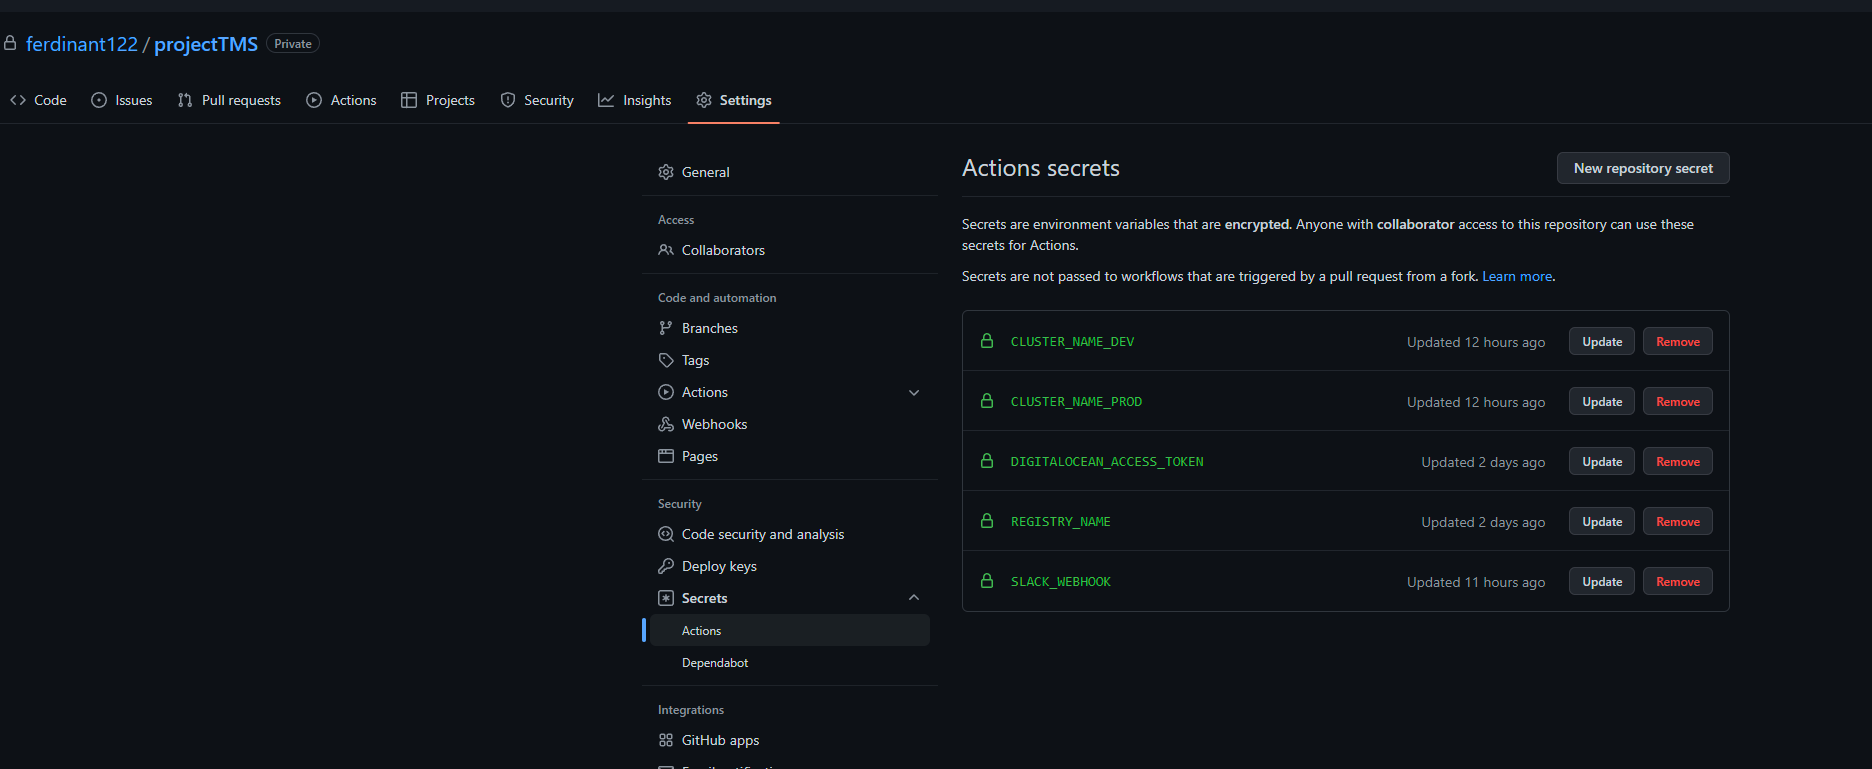 ferdinant122 / projectTMS Private
Code Issues Pull requests Actions Projects Security Insights Settings
General
Access
Collaborators
Code and automation
Branches
Tags
Actions
Webhooks
Pages
Security
Code security and analysis
Deploy keys
Secrets
Actions
Dependabot
Integrations
GitHub apps
Actions secrets New repository secret
Secrets are environment variables that are encrypted. Anyone with collaborator access to this repository can use these
secrets for Actions.
Secrets are not passed to workflows that are triggered by a pull request from a fork. Learn more.
CLUSTER_NAME_DEV Updated 12 hours ago Update Remove
CLUSTER_NAME_PROD Updated 12 hours ago Update Remove
DIGITALOCEAN_ACCESS_TOKEN Updated 2 days ago Update Remove
REGISTRY_NAME Updated 2 days ago Update Remove
SLACK_WEBHOOK Updated 11 hours ago Update Remove